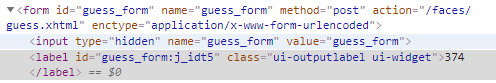 ▼<form id="guess_form" name="guess_form" method="post" action="/faces/
guess.xhtml" enctype="application/x-www-form-urlencoded">
<input type="hidden" name="guess_form" value="guess_form">
<label id="guess_form:j_idt5" class="ui-outputlabel ui-widget">374
</label> == $0